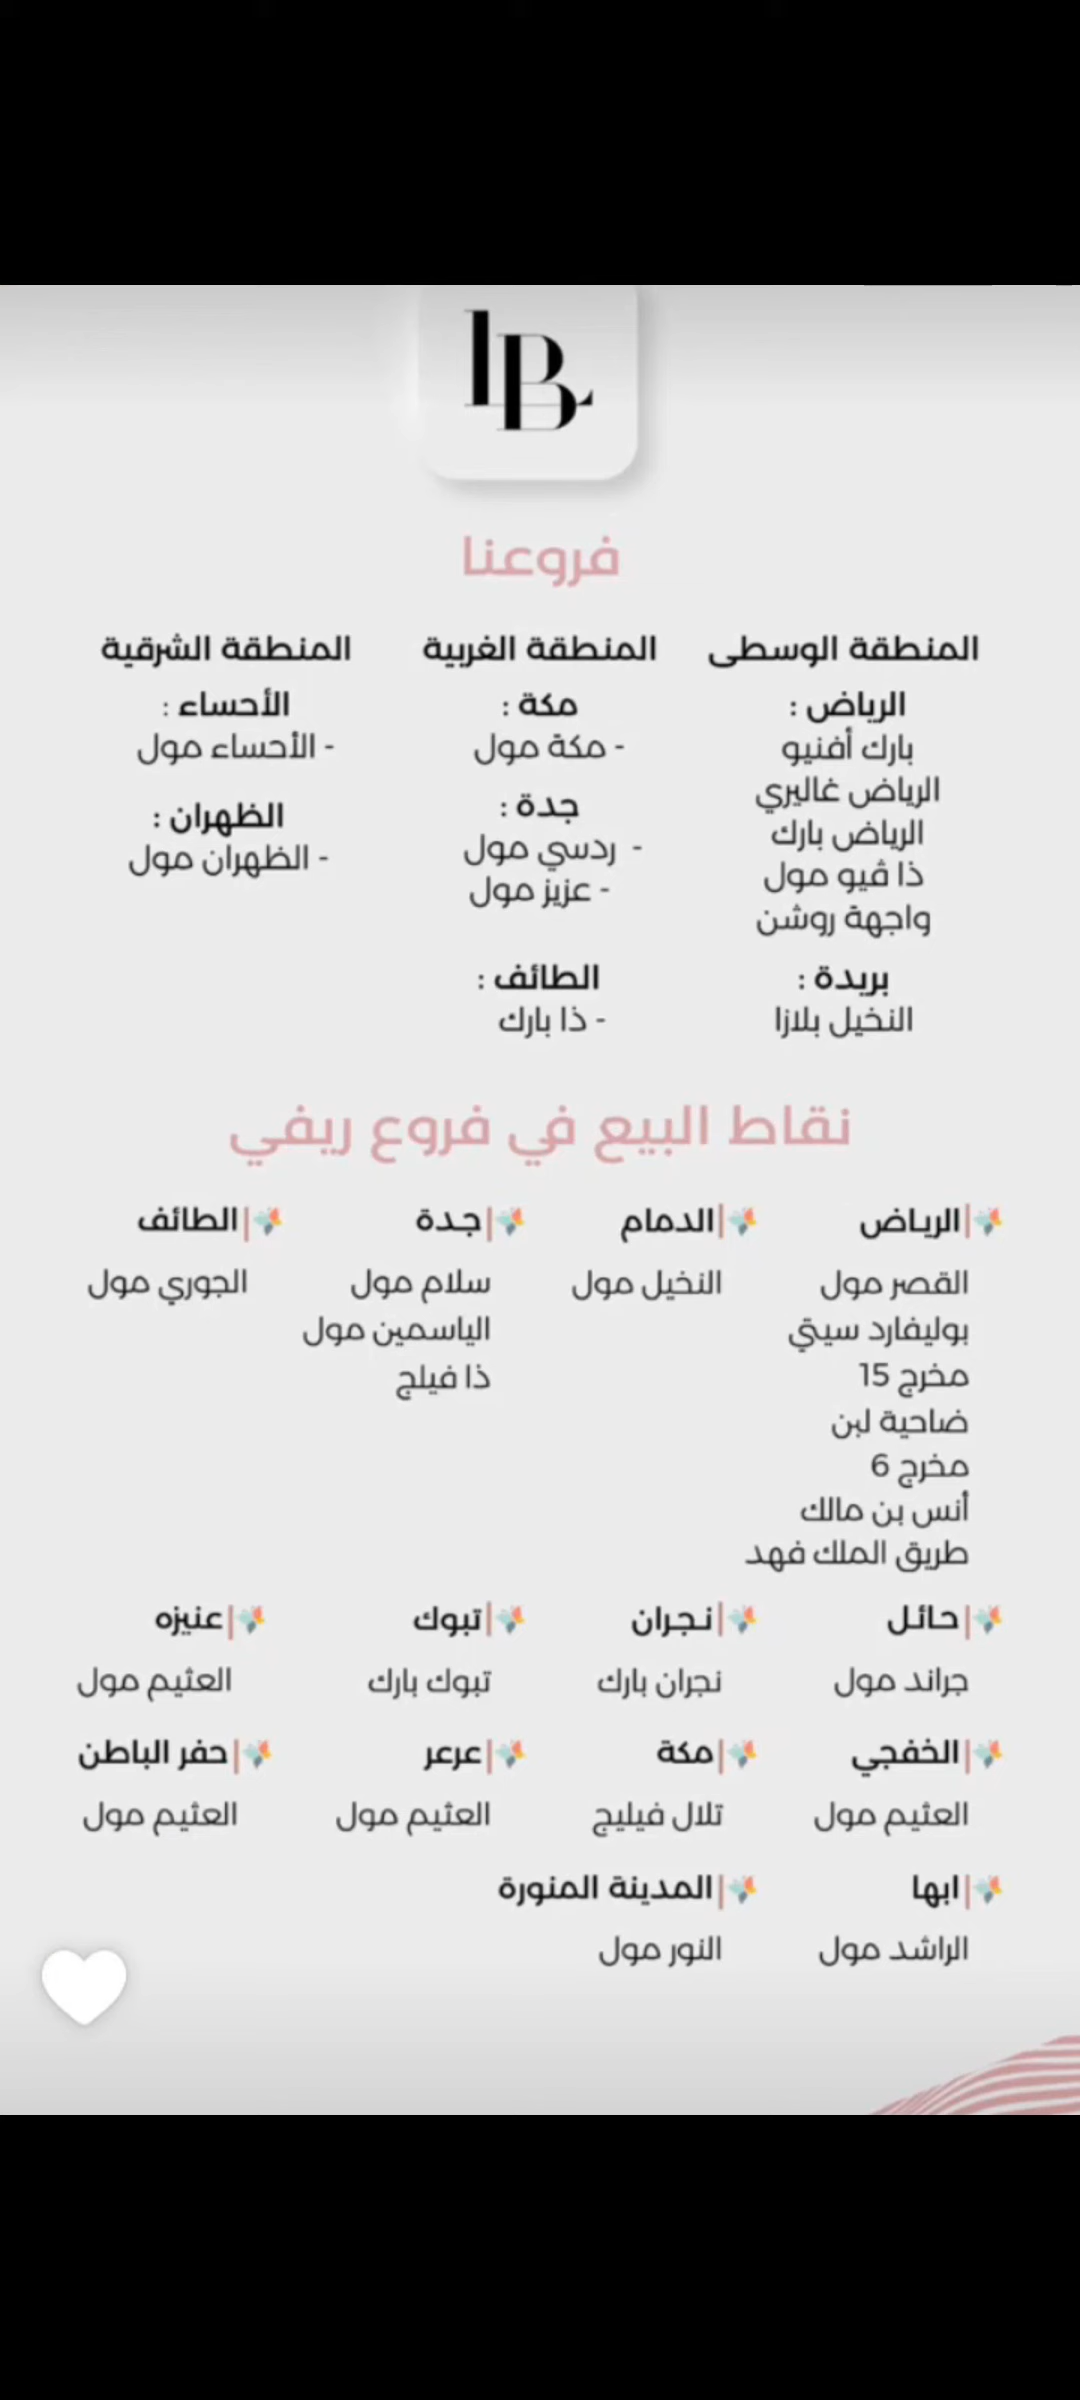 LB
فروعنا
المنطقة الوسطى
الرياض :
بارك أفنيو
الرياض غاليري
الرياض بارك
ذا ڤيو مول
واجهة روشن
بريدة :
النخيل بلازا
المنطقة الغربية
مكة :
- مكة مول
جدة :
- ردسي مول
- عزيز مول
الطائف :
- ذا بارك
المنطقة الشرقية
الأحساء :
- الأحساء مول
الظهران :
- الظهران مول
نقاط البيع في فروع ريفي
الرياض
القصر مول
بوليفارد سيتي
مخرج 15
ضاحية لبن
مخرج 6
أنس بن مالك
طريق الملك فهد
الدمام
النخيل مول
جدة
سلام مول
الياسمين مول
ذا فيلج
الطائف
الجوري مول
حائل
جراند مول
نجران
نجران بارك
تبوك
تبوك بارك
عنيزه
العثيم مول
الخفجي
العثيم مول
مكة
تلال فيليج
عرعر
العثيم مول
حفر الباطن
العثيم مول
ابها
الراشد مول
المدينة المنورة
النور مول